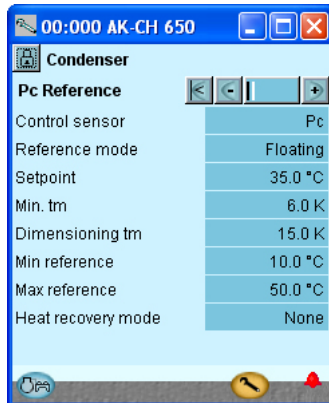 00:000 AK-CH 650
Condenser
Pc Reference
Control sensor Pc
Reference mode Floating
Setpoint 35.0 °C
Min. tm 6.0 K
Dimensioning tm 15.0 K
Min reference 10.0 °C
Max reference 50.0 °C
Heat recovery mode None